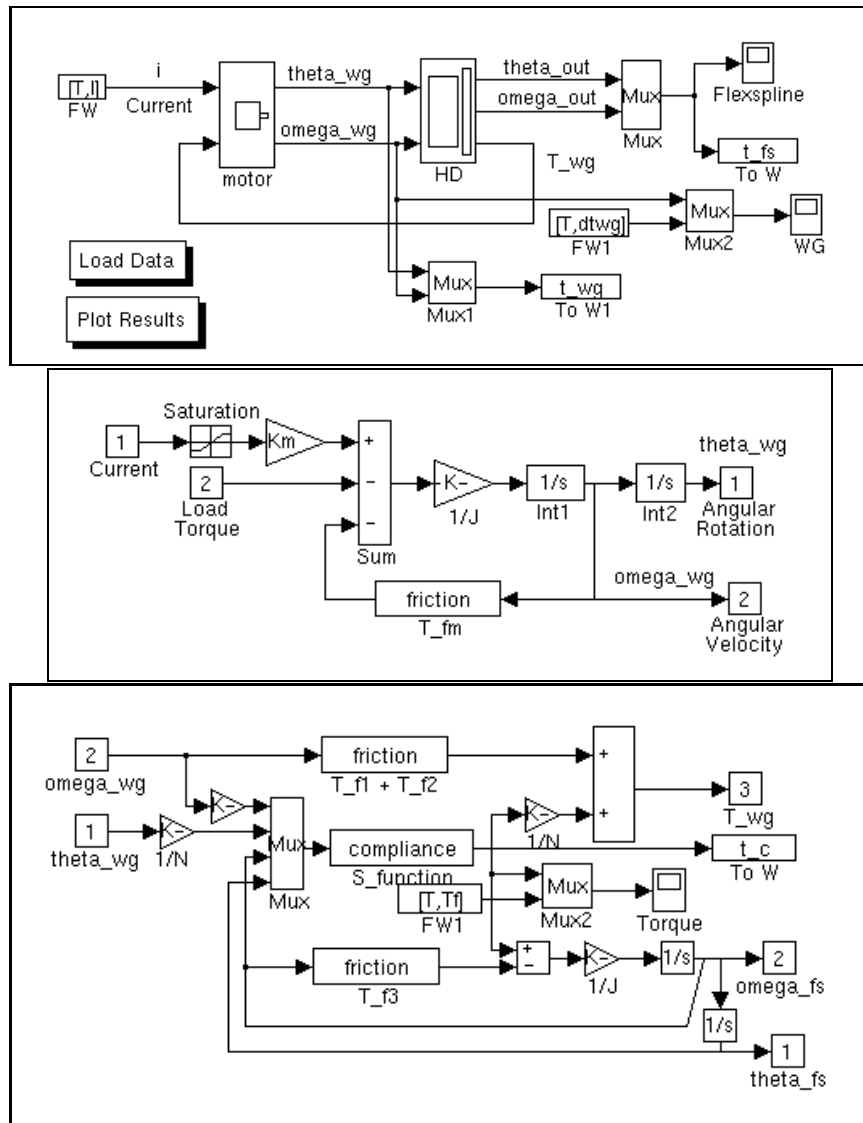 i
theta_wg
theta_out
[T,I]
FW
Current
Mux
Flexspline
omega_wg
omega_out
Mux
motor
HD
T_wg
t_fs
To W
[T,dtwg]
FW1
Mux
Mux2
WG
Load Data
Mux
Mux1
t_wg
To W1
Plot Results
Saturation
1
Current
Km
+
theta_wg
2
Load
Torque
−
K−
1/J
1/s
Int1
1/s
Int2
1
Angular
Rotation
−
Sum
friction
T_fm
omega_wg
2
Angular
Velocity
2
omega_wg
friction
T_f1 + T_f2
+
+
3
T_wg
K−
1
theta_wg
K−
1/N
Mux
Mux
compliance
S_function
K−
1/N
t_c
To W
[T,Tf]
FW1
Mux
Mux2
Torque
friction
T_f3
+
−
K−
1/J
1/s
2
omega_fs
1/s
1
theta_fs